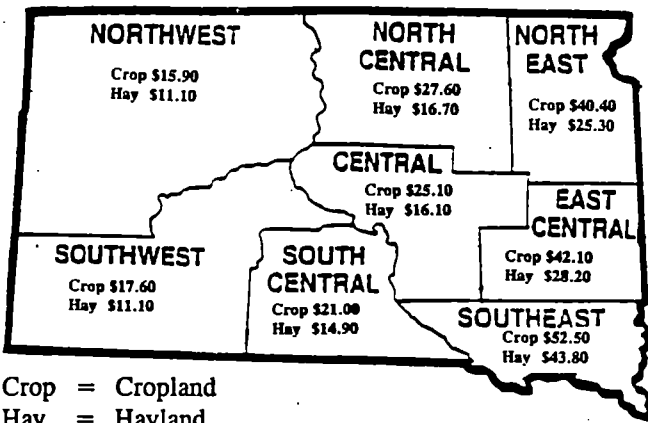 NORTHWEST
Crop $15.90
Hay $11.10
NORTH
CENTRAL
Crop $27.60
Hay $16.70
NORTH
EAST
Crop $40.40
Hay $25.30
CENTRAL
Crop $25.10
Hay $16.10
EAST
CENTRAL
Crop $42.10
Hay $28.20
SOUTHWEST
Crop $17.60
Hay $11.10
SOUTH
CENTRAL
Crop $21.00
Hay $14.90
SOUTHEAST
Crop $52.50
Hay $43.80
Crop = Cropland
Hay = Hayland